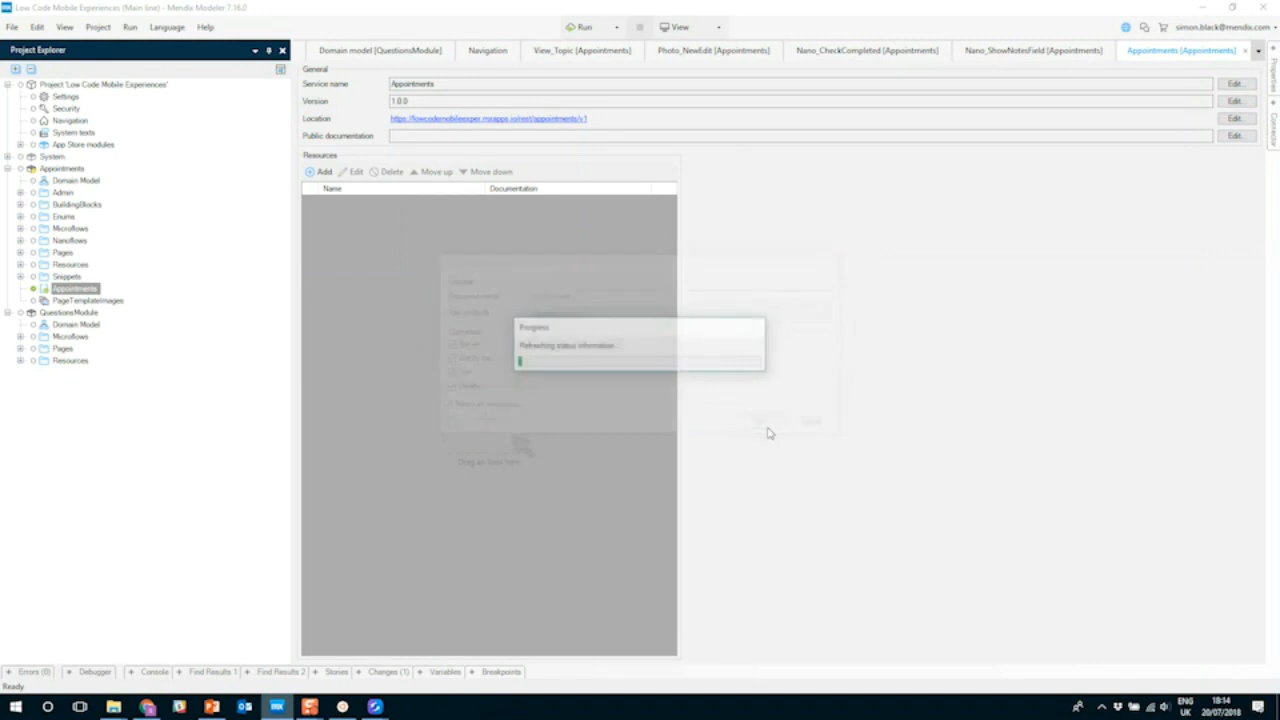 Low Code Mobile Experiences (Main line) - Mendix Modeler 7.16.0
File Edit View Project Run Language Help
Run View
simon.black@mendix.com
Project Explorer
Domain model [QuestionsModule] Navigation View_Topic [Appointments] Photo_NewEdit [Appointments] Nano_CheckCompleted [Appointments] Nano_ShowNotesField [Appointments] Appointments [Appointments]
Properties
Connector
Project 'Low Code Mobile Experiences'
Settings
Security
Navigation
System texts
App Store modules
System
Appointments
Domain Model
Admin
BuildingBlocks
Enums
Microflows
Nanoflows
Pages
Resources
Snippets
Appointments
PageTemplateImages
QuestionsModule
Domain Model
Microflows
Pages
Resources
General
Service name Appointments Edit...
Version 1.0.0 Edit...
Location https://lowcodemobileexper.mxapps.io/rest/appointments/v1 Edit...
Public documentation Edit...
Resources
Add Edit Delete Move up Move down
Name Documentation
Progress
Refreshing status information...
Drag an item here
Errors (0) Debugger Console Find Results 1 Find Results 2 Stories Changes (1) Variables Breakpoints
Ready
ENG 18:14
UK 20/07/2018